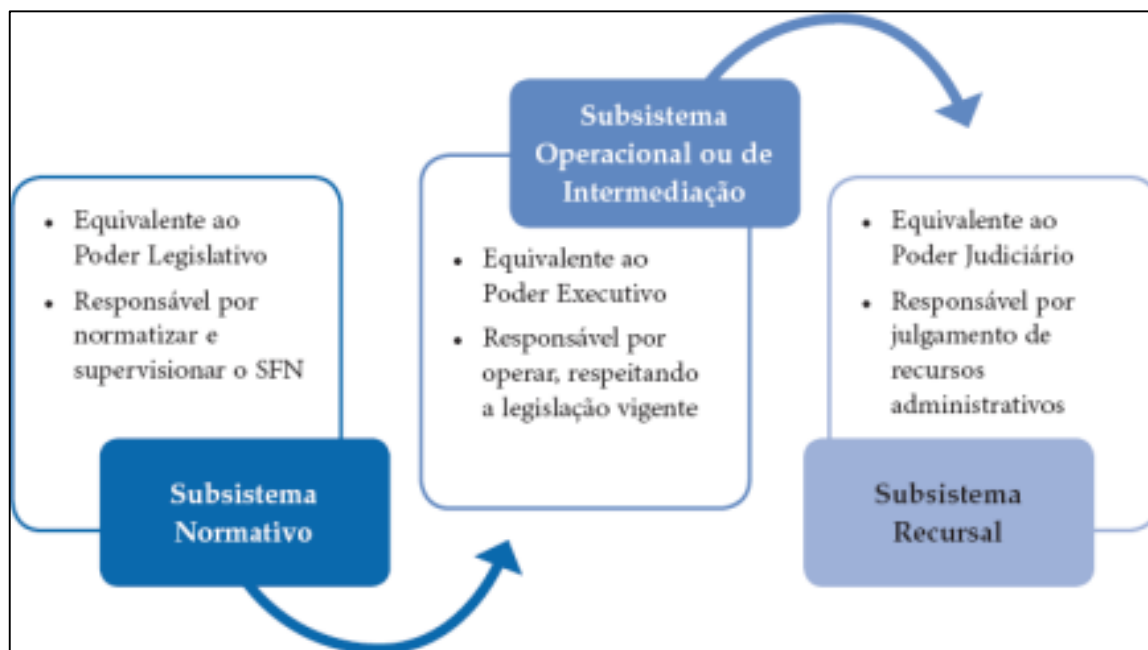 • Equivalente ao
Poder Legislativo
• Responsável por
normatizar e
supervisionar o SFN
Subsistema
Normativo
Subsistema
Operacional ou de
Intermediação
• Equivalente ao
Poder Executivo
• Responsável por
operar, respeitando
a legislação vigente
• Equivalente ao
Poder Judiciário
• Responsável por
julgamento de
recursos
administrativos
Subsistema
Recursal